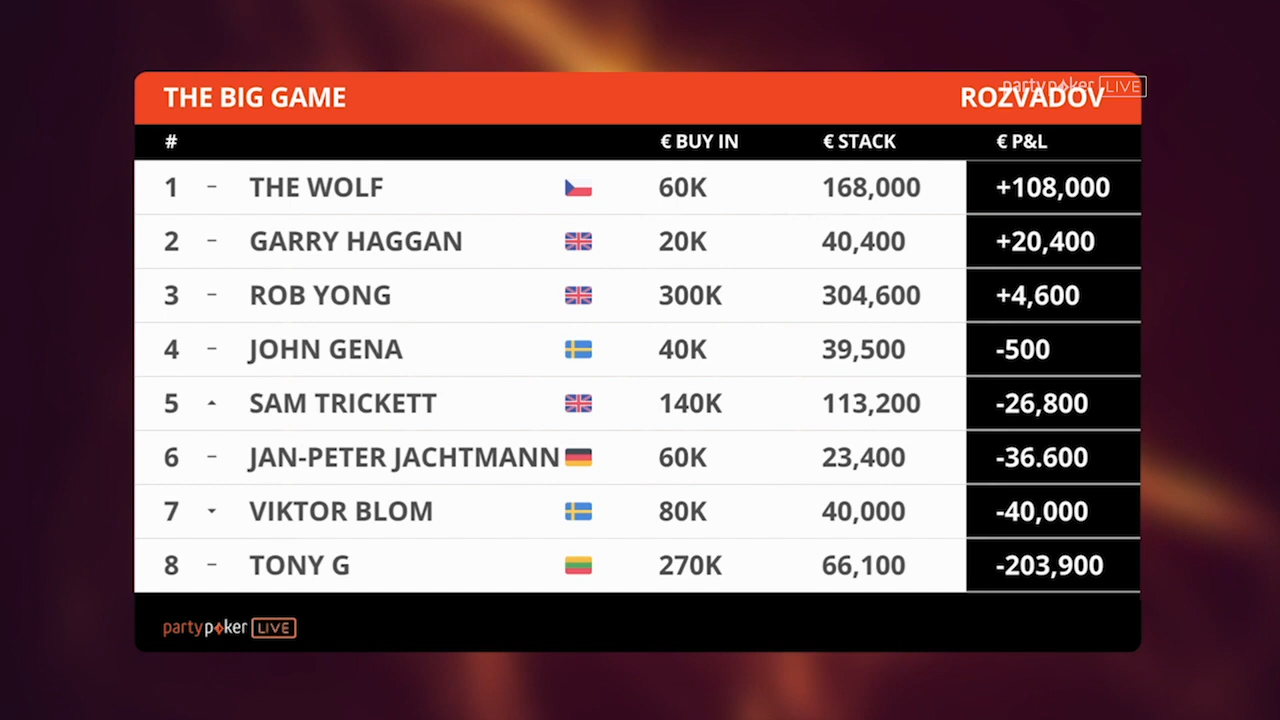 partypoker LIVE
THE BIG GAME ROZVADOV
# € BUY IN € STACK € P&L
1 - THE WOLF 60K 168,000 +108,000
2 - GARRY HAGGAN 20K 40,400 +20,400
3 - ROB YONG 300K 304,600 +4,600
4 - JOHN GENA 40K 39,500 -500
5 SAM TRICKETT 140K 113,200 -26,800
6 - JAN-PETER JACHTMANN 60K 23,400 -36.600
7 VIKTOR BLOM 80K 40,000 -40,000
8 - TONY G 270K 66,100 -203,900
partypoker LIVE